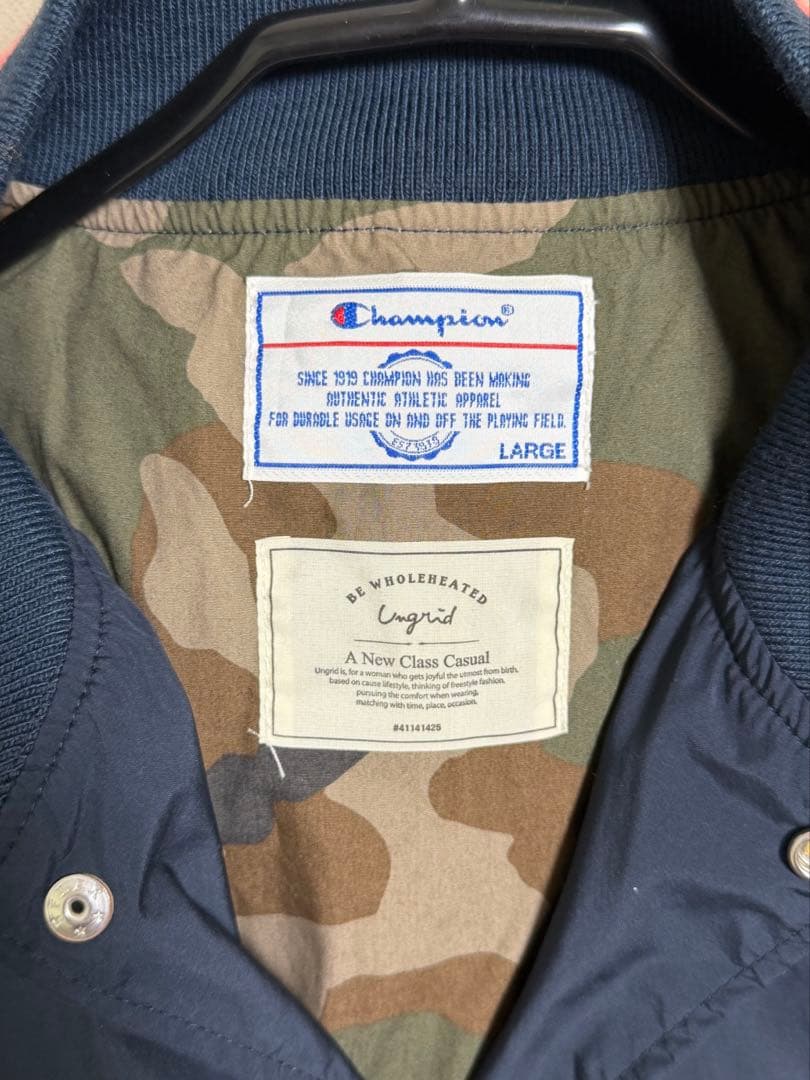 Champion®
SINCE 1919 CHAMPION HAS BEEN MAKING
AUTHENTIC ATHLETIC APPAREL
FOR DURABLE USAGE ON AND OFF THE PLAYING FIELD.
EST 1919
LARGE
BE WHOLEHEATED
Ungrid
A New Class Casual
Ungrid is, for a woman who gets joyful the utmost from birth.
based on cause lifestyle, thinking of freestyle fashion.
pursuing the comfort when wearing,
matching with time, place, occasion.
#41141425